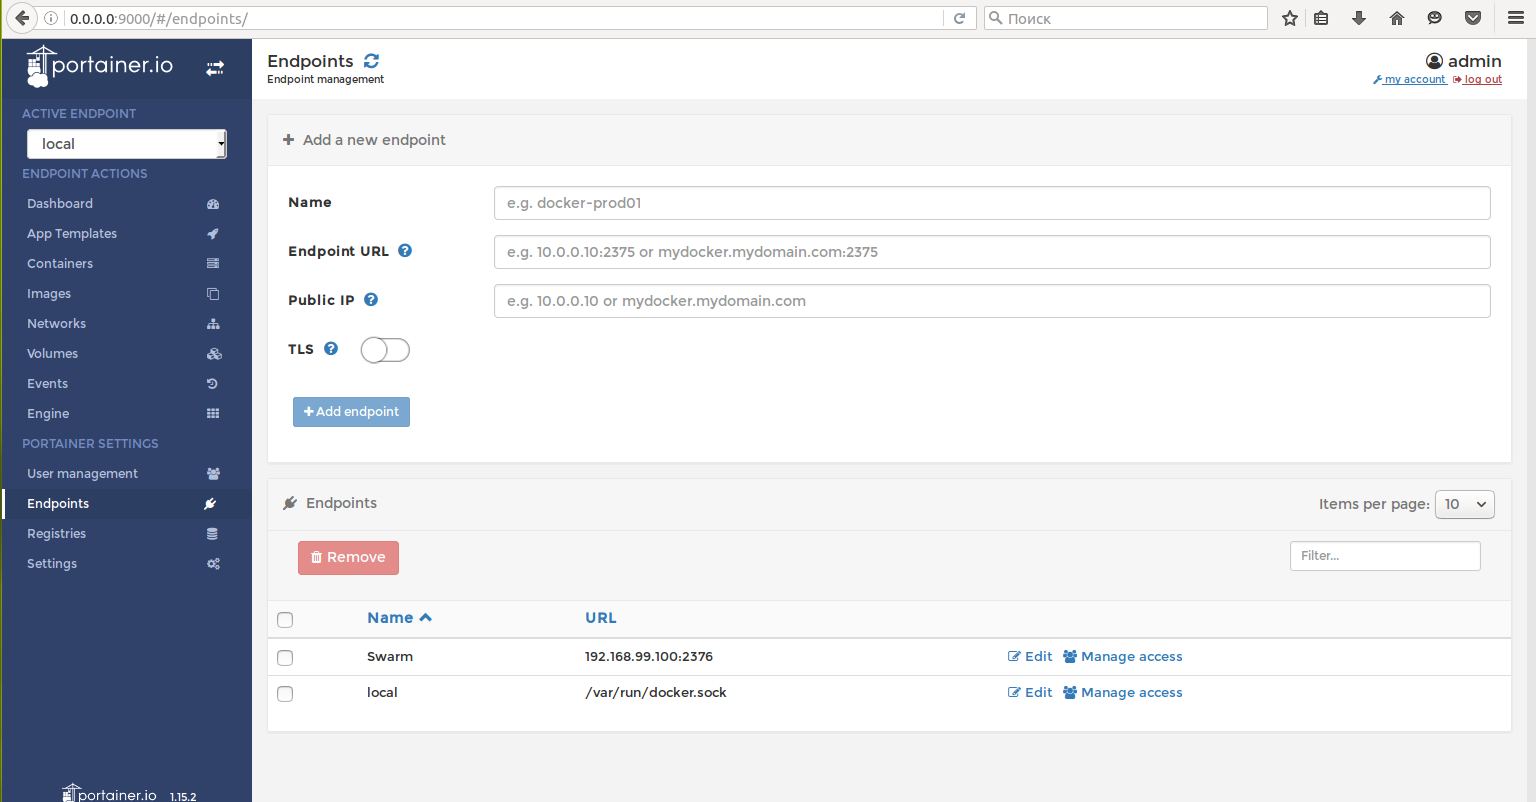 0.0.0.0:9000/#/endpoints/
Поиск
portainer.io
ACTIVE ENDPOINT
local
ENDPOINT ACTIONS
Dashboard
App Templates
Containers
Images
Networks
Volumes
Events
Engine
PORTAINER SETTINGS
User management
Endpoints
Registries
Settings
portainer.io 1.15.2
Endpoints
Endpoint management
admin
my account log out
Add a new endpoint
Name e.g. docker-prod01
Endpoint URL e.g. 10.0.0.10:2375 or mydocker.mydomain.com:2375
Public IP e.g. 10.0.0.10 or mydocker.mydomain.com
TLS
Add endpoint
Endpoints Items per page: 10
Remove Filter...
Name URL
Swarm 192.168.99.100:2376 Edit Manage access
local /var/run/docker.sock Edit Manage access